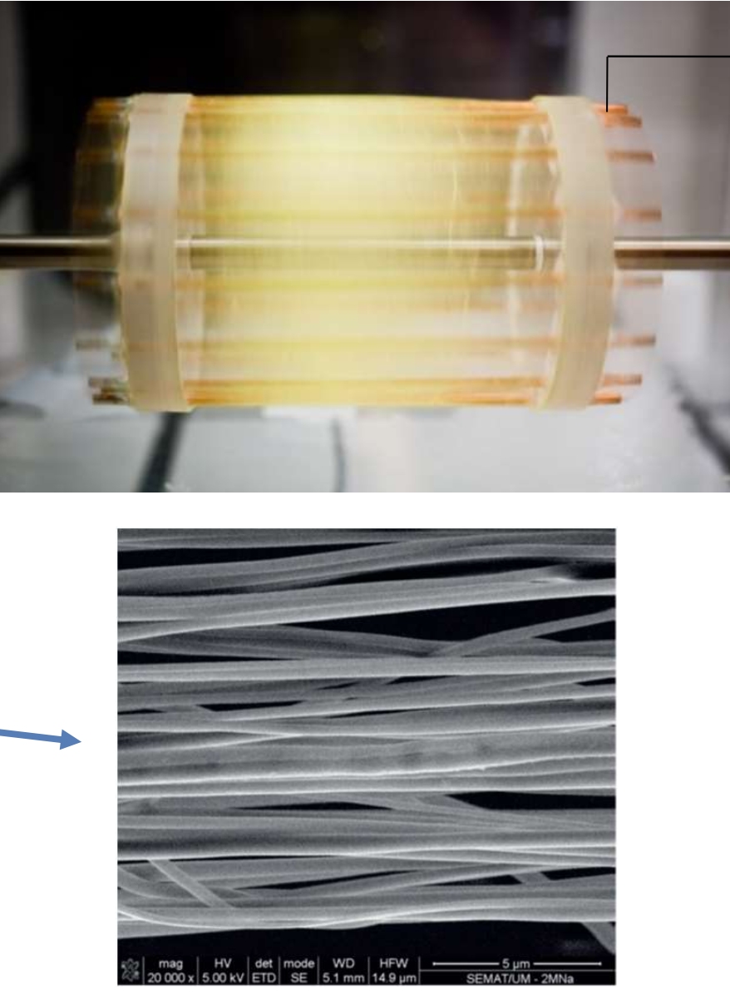 mag HV det mode WD HFW 5 µm
20 000 x 5.00 kV ETD SE 5.1 mm 14.9 µm SEMAT/UM - 2MNa